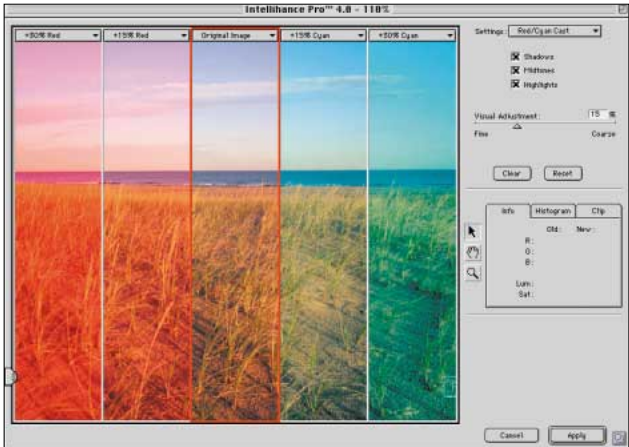 Intellihance Pro™ 4.0 - 110%
+30% Red
+15% Red
Original Image
+15% Cyan
+30% Cyan
Settings: Red/Cyan Cast
Shadows
Midtones
Highlights
Visual Adjustment: 15 %
Fine Coarse
Clear Reset
Info Histogram Clip
Old: New:
R:
G:
B:
Lum:
Sat:
Cancel Apply